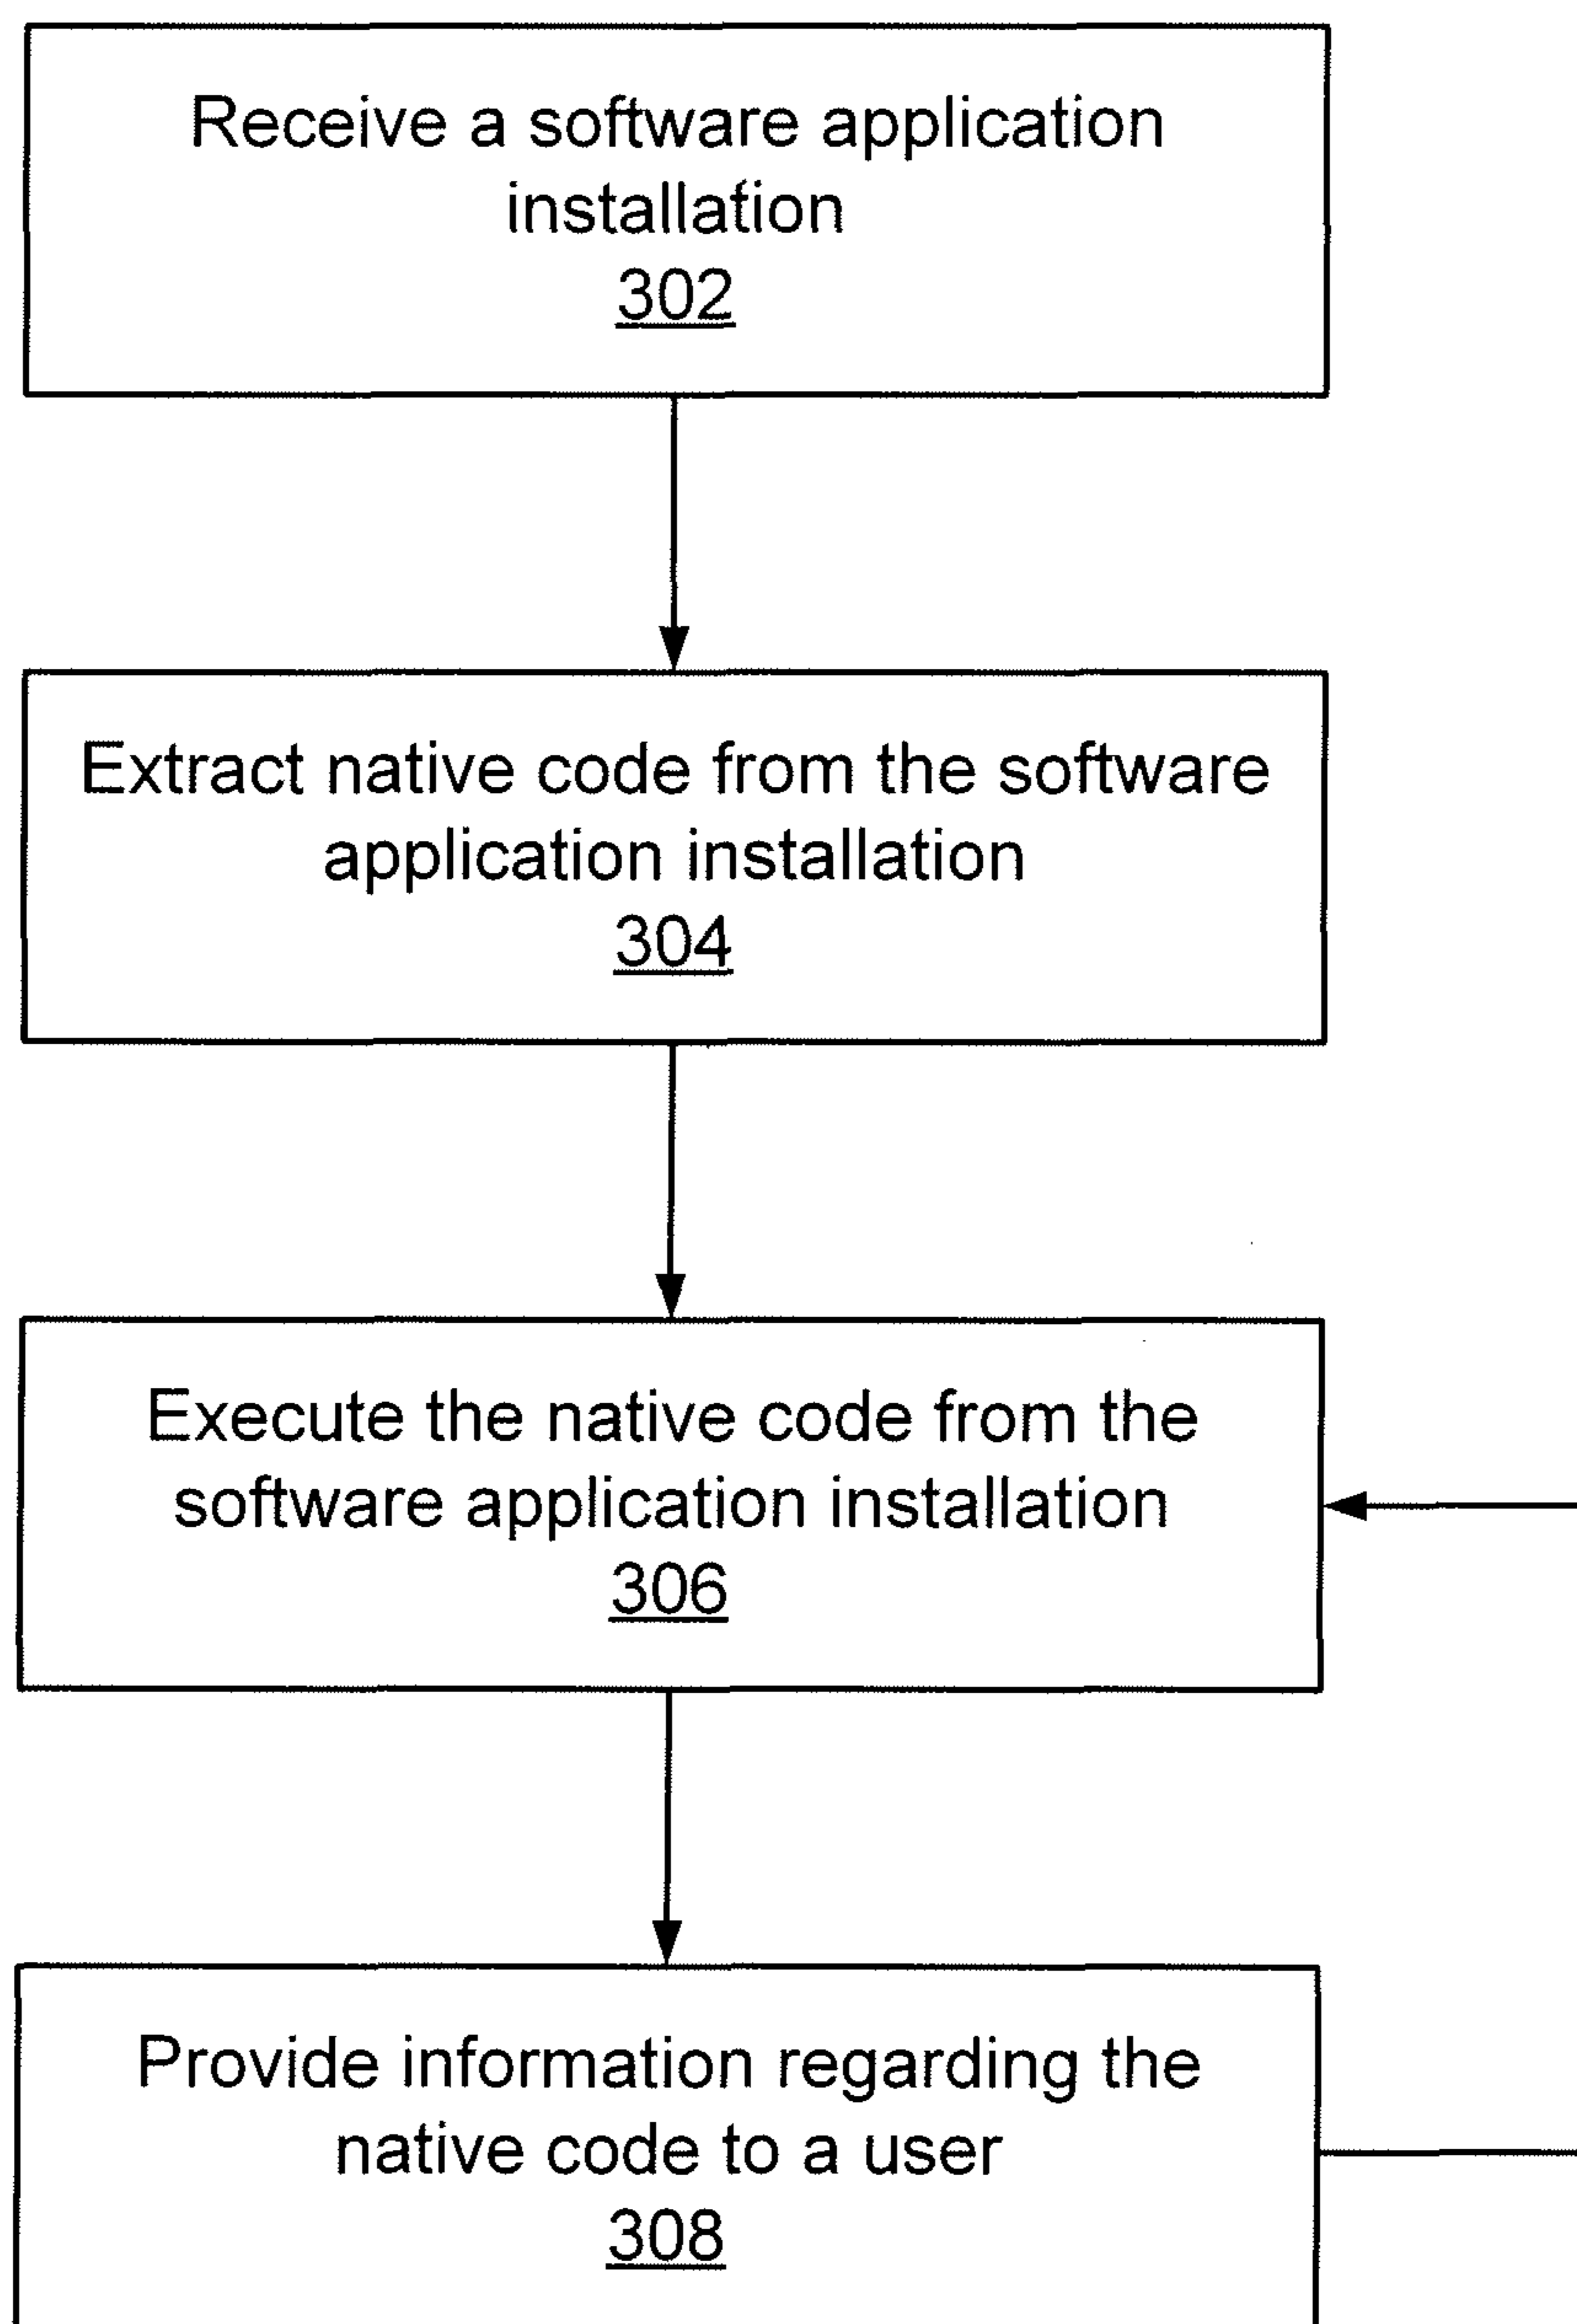 Receive a software application
installation
302
Extract native code from the software
application installation
304
Execute the native code from the
software application installation
306
Provide information regarding the
native code to a user
308